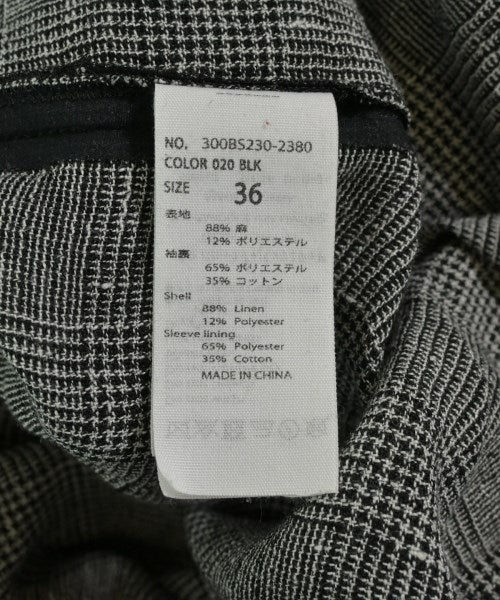 NO. 300BS230-2380
COLOR 020 BLK
SIZE 36
表地
88% 麻
12% ポリエステル
袖裏
65% ポリエステル
35% コットン
Shell
88% Linen
12% Polyester
Sleeve lining
65% Polyester
35% Cotton
MADE IN CHINA